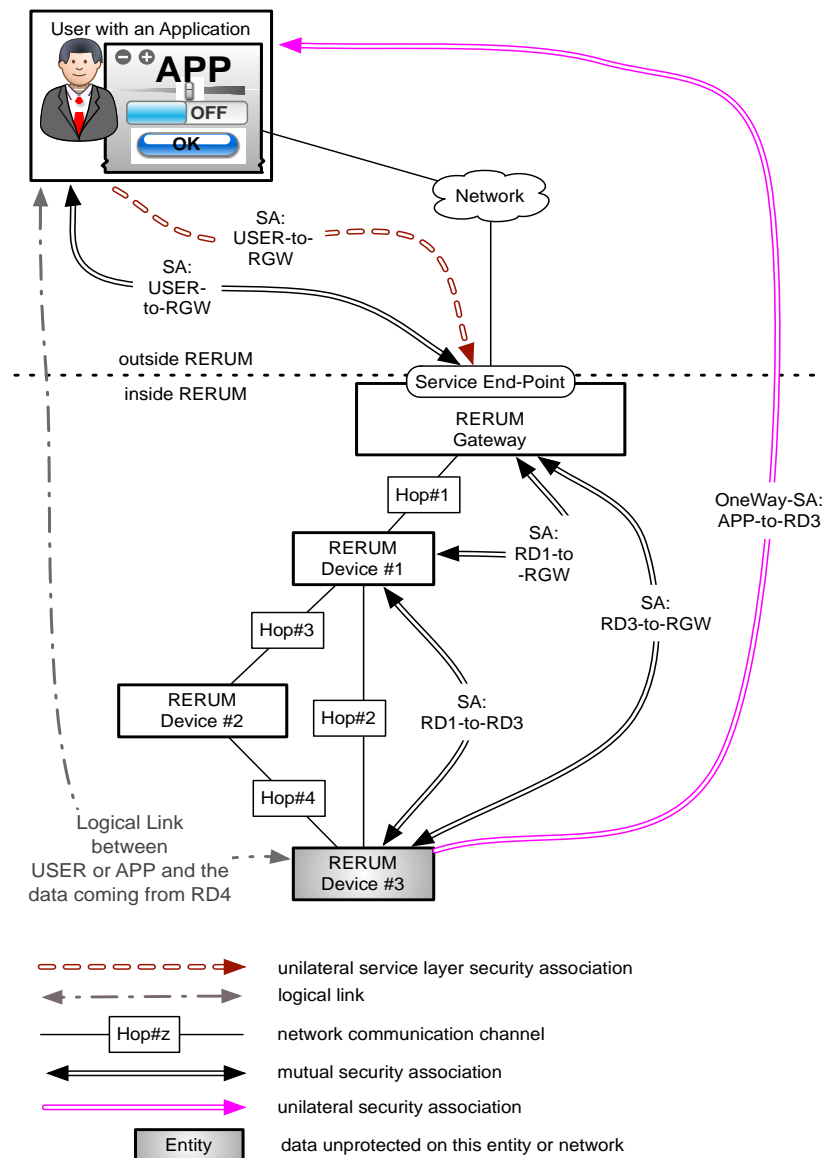 User with an Application
APP
OFF
OK
Network
SA:
USER-to-
RGW
SA:
USER-
to-RGW
outside RERUM
inside RERUM
Service End-Point
RERUM
Gateway
Hop#1
OneWay-SA:
APP-to-RD3
SA:
RD1-to
-RGW
RERUM
Device #1
SA:
RD3-to-RGW
Hop#3
RERUM
Device #2
Hop#2
SA:
RD1-to-RD3
Hop#4
Logical Link
between
USER or APP and the
data coming from RD4
RERUM
Device #3
unilateral service layer security association
logical link
Hop#z
network communication channel
mutual security association
unilateral security association
Entity
data unprotected on this entity or network